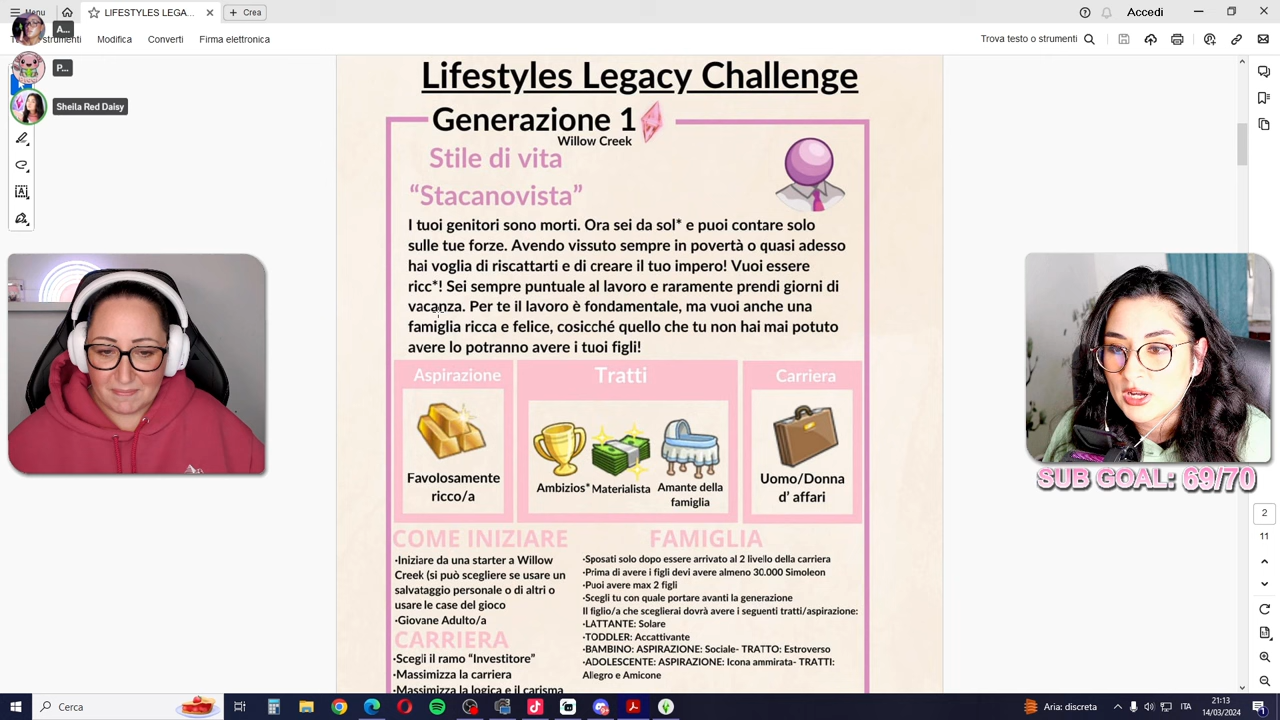 Menu
LIFESTYLES LEGA...
Crea
Accedi
A...
strumenti
Modifica
Converti
Firma elettronica
Trova testo o strumenti
P...
Sheila Red Daisy
Lifestyles Legacy Challenge
Generazione 1
Willow Creek
Stile di vita
“Stacanovista”
I tuoi genitori sono morti. Ora sei da sol* e puoi contare solo
sulle tue forze. Avendo vissuto sempre in povertà o quasi adesso
hai voglia di riscattarti e di creare il tuo impero! Vuoi essere
ricc*! Sei sempre puntuale al lavoro e raramente prendi giorni di
vacanza. Per te il lavoro è fondamentale, ma vuoi anche una
famiglia ricca e felice, cosicché quello che tu non hai mai potuto
avere lo potranno avere i tuoi figli!
Aspirazione
Favolosamente
ricco/a
Tratti
Ambizios*
Materialista
Amante della
famiglia
Carriera
Uomo/Donna
d’ affari
COME INIZIARE
·Iniziare da una starter a Willow
Creek (si può scegliere se usare un
salvataggio personale o di altri o
usare le case del gioco
·Giovane Adulto/a
CARRIERA
·Scegli il ramo “Investitore”
·Massimizza la carriera
·Massimizza la logica e il carisma
FAMIGLIA
·Sposati solo dopo essere arrivato al 2 livello della carriera
·Prima di avere i figli devi avere almeno 30.000 Simoleon
·Puoi avere max 2 figli
·Scegli tu con quale portare avanti la generazione
Il figlio/a che sceglierai dovrà avere i seguenti tratti/aspirazione:
·LATTANTE: Solare
·TODDLER: Accattivante
·BAMBINO: ASPIRAZIONE: Sociale- TRATTO: Estroverso
·ADOLESCENTE: ASPIRAZIONE: Icona ammirata- TRATTI:
Allegro e Amicone
SUB GOAL: 69/70
2
11
Cerca
Aria: discreta
ITA
21:13
14/03/2024